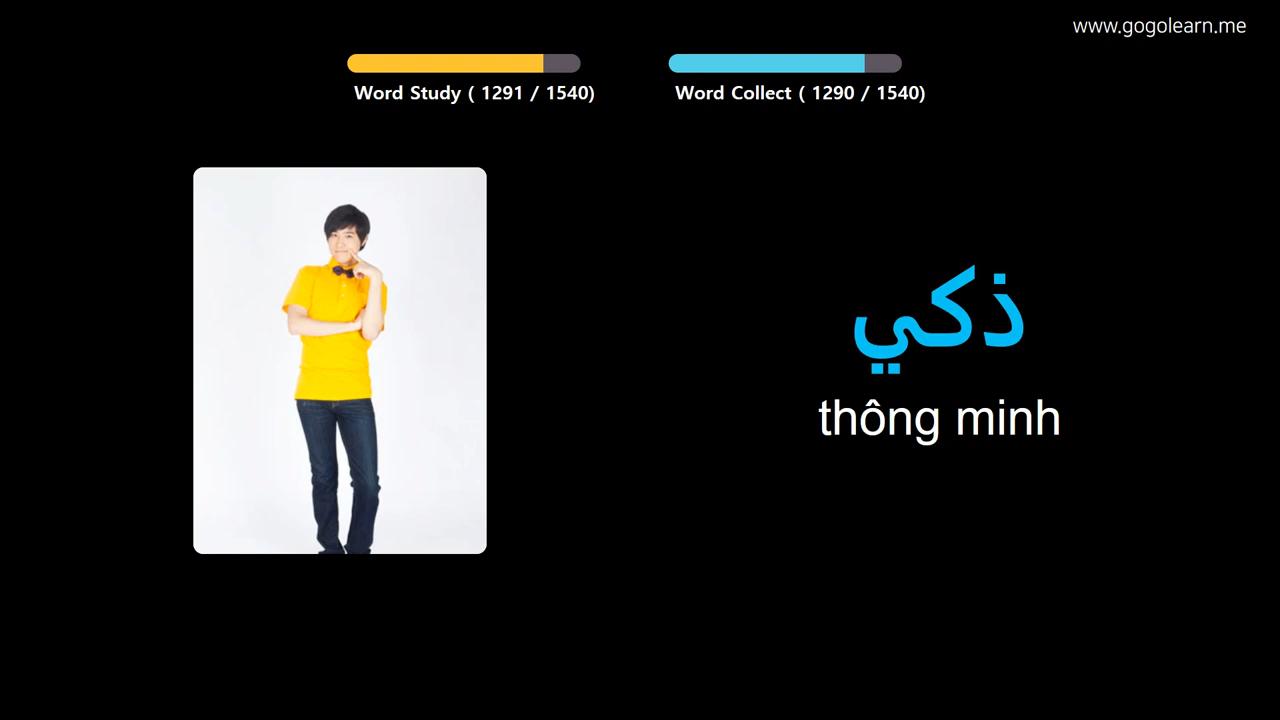 www.gogolearn.me
Word Study ( 1291 / 1540)
Word Collect ( 1290 / 1540)
ذكي
thông minh